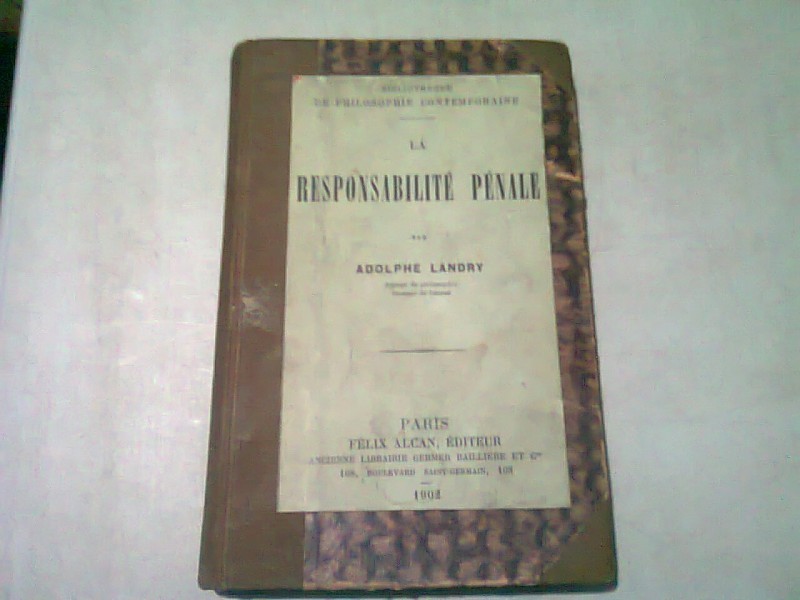 BIBLIOTHÈQUE
DE PHILOSOPHIE CONTEMPORAINE
LA
RESPONSABILITÉ PÉNALE
PAR
ADOLPHE LANDRY
PARIS
FÉLIX ALCAN, ÉDITEUR
ANCIENNE LIBRAIRIE GERMER BAILLIÈRE ET Cie
108, BOULEVARD SAINT-GERMAIN, 108
1902